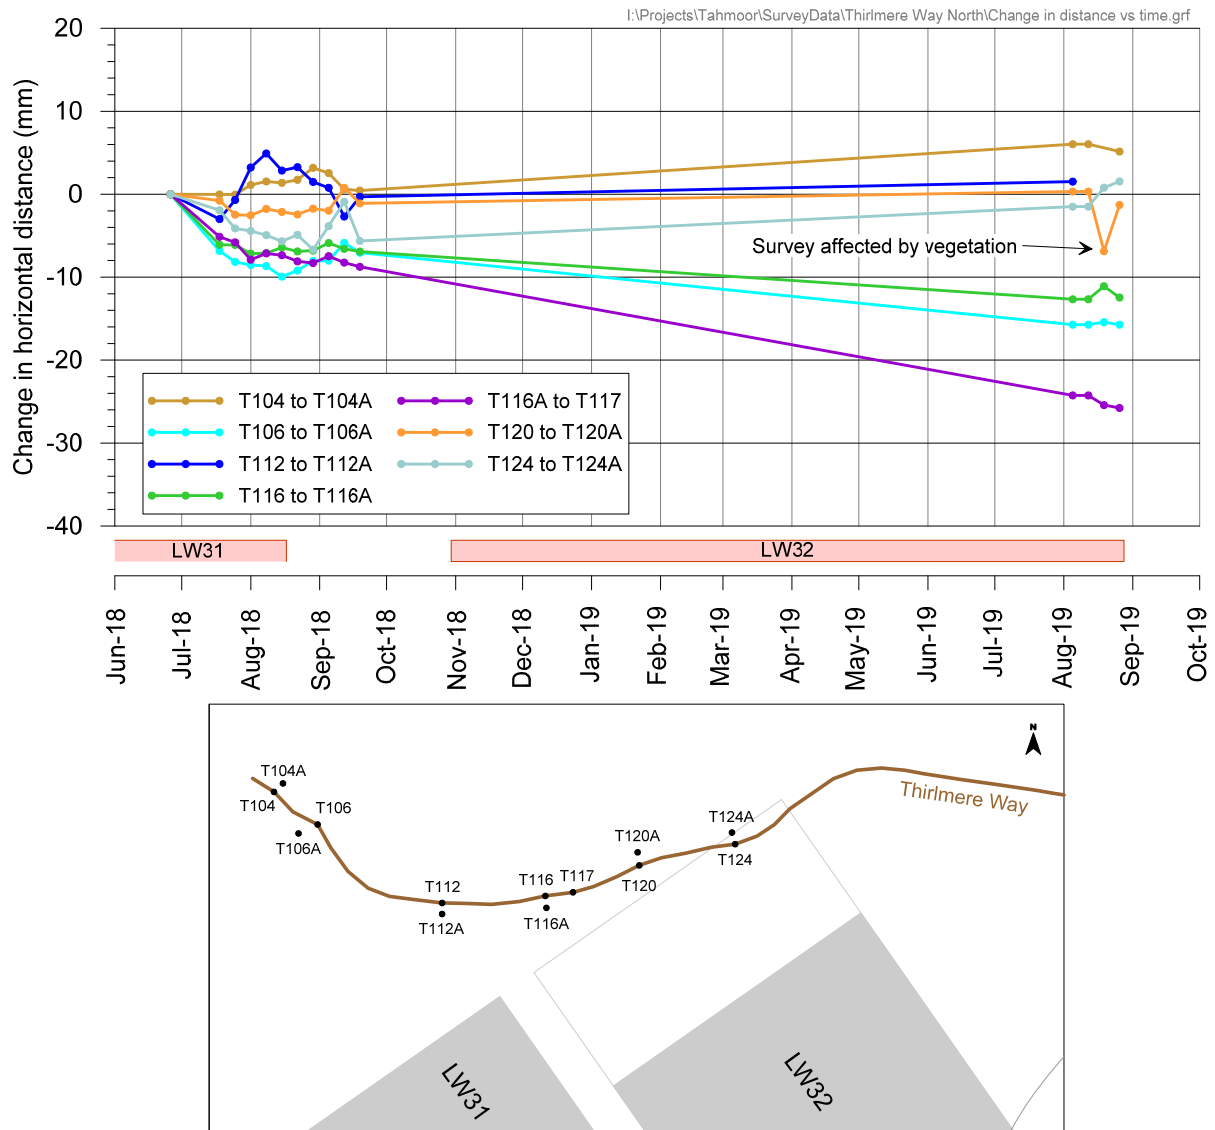 I:\Projects\Tahmoor\SurveyData\Thirlmere Way North\Change in distance vs time.grf
Change in horizontal distance (mm)
20
10
0
-10
-20
-30
-40
Survey affected by vegetation
T104 to T104A
T106 to T106A
T112 to T112A
T116 to T116A
T116A to T117
T120 to T120A
T124 to T124A
LW31
LW32
Jun-18
Jul-18
Aug-18
Sep-18
Oct-18
Nov-18
Dec-18
Jan-19
Feb-19
Mar-19
Apr-19
May-19
Jun-19
Jul-19
Aug-19
Sep-19
Oct-19
N
T104A
T104
T106
T106A
T112
T112A
T116
T117
T116A
T120A
T120
T124A
T124
Thirlmere Way
LW31
LW32